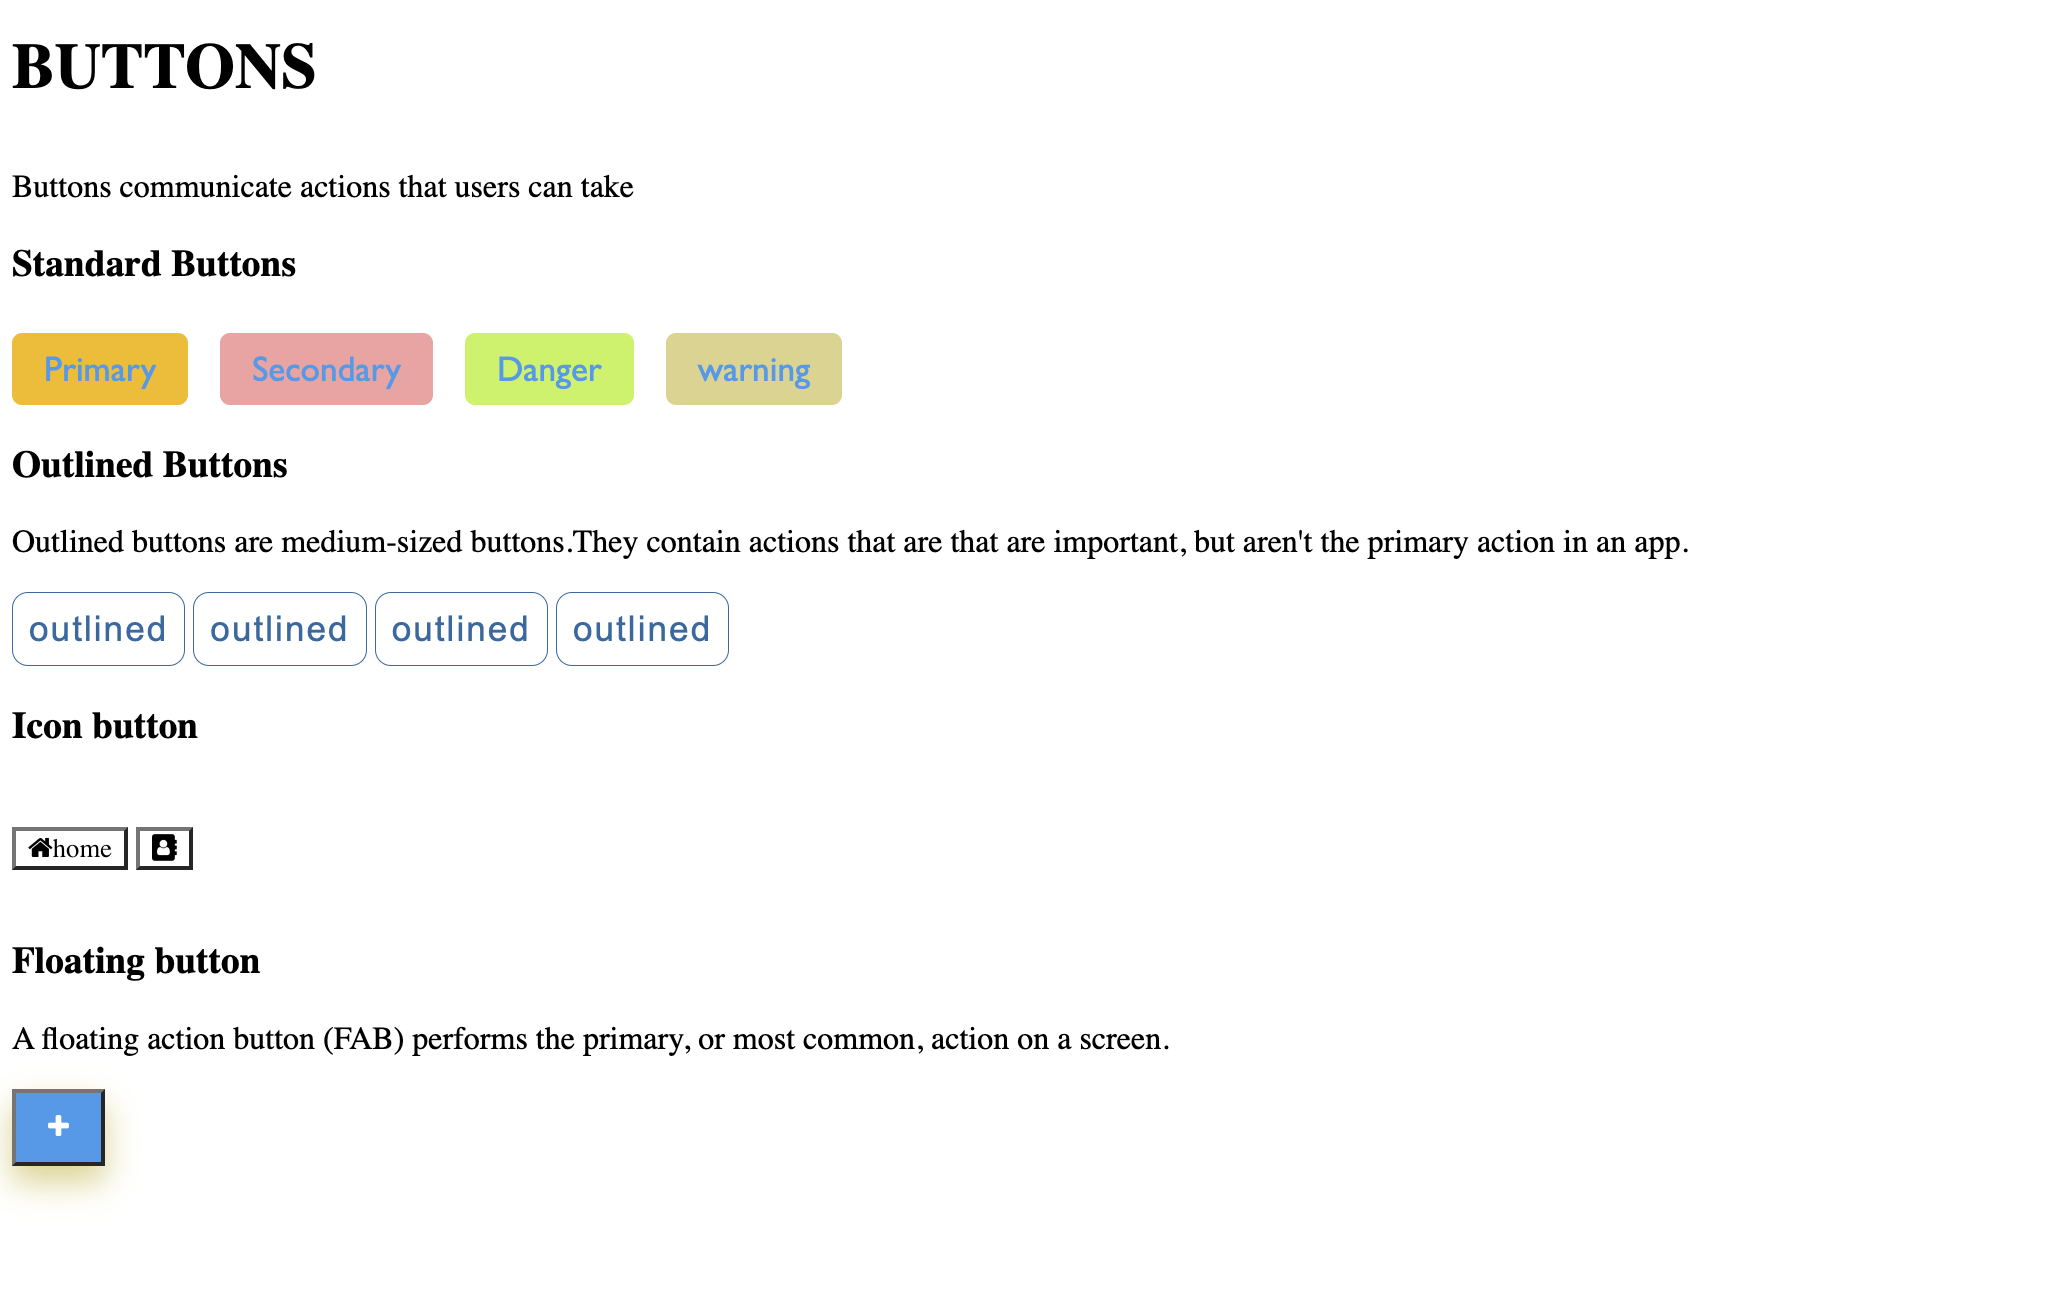 BUTTONS
Buttons communicate actions that users can take
Standard Buttons
Primary Secondary Danger warning
Outlined Buttons
Outlined buttons are medium-sized buttons.They contain actions that are that are important, but aren't the primary action in an app.
outlined outlined outlined outlined
Icon button
home
Floating button
A floating action button (FAB) performs the primary, or most common, action on a screen.
+